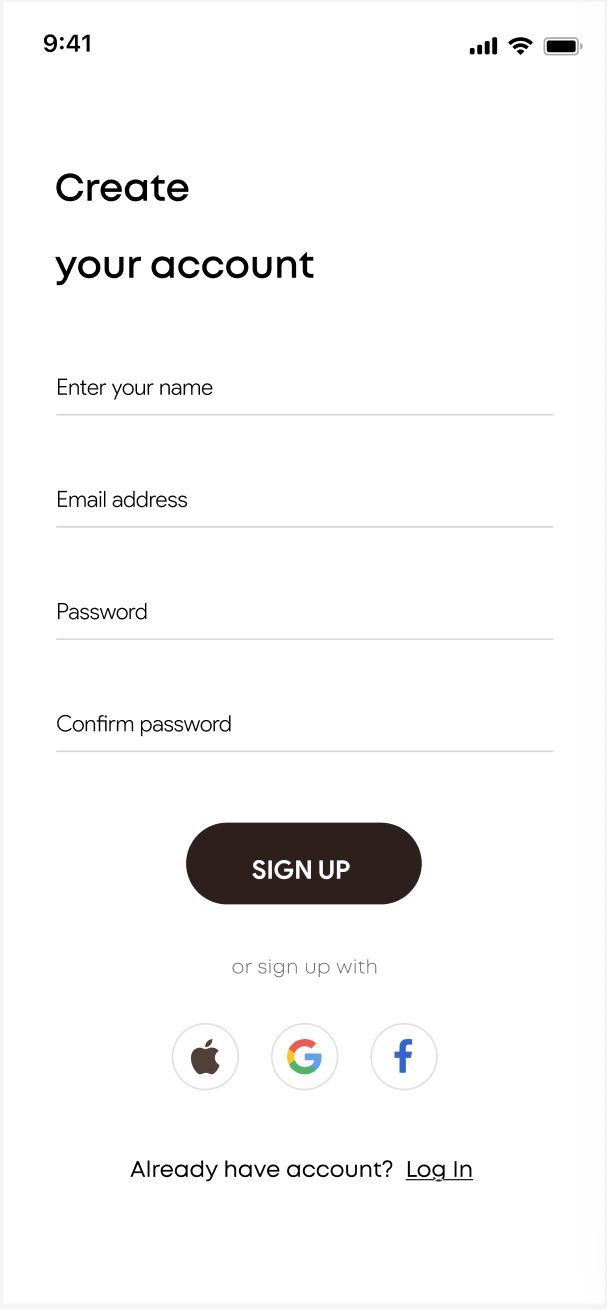 9:41
Create
your account
Enter your name
Email address
Password
Confirm password
SIGN UP
or sign up with
Already have account? Log In